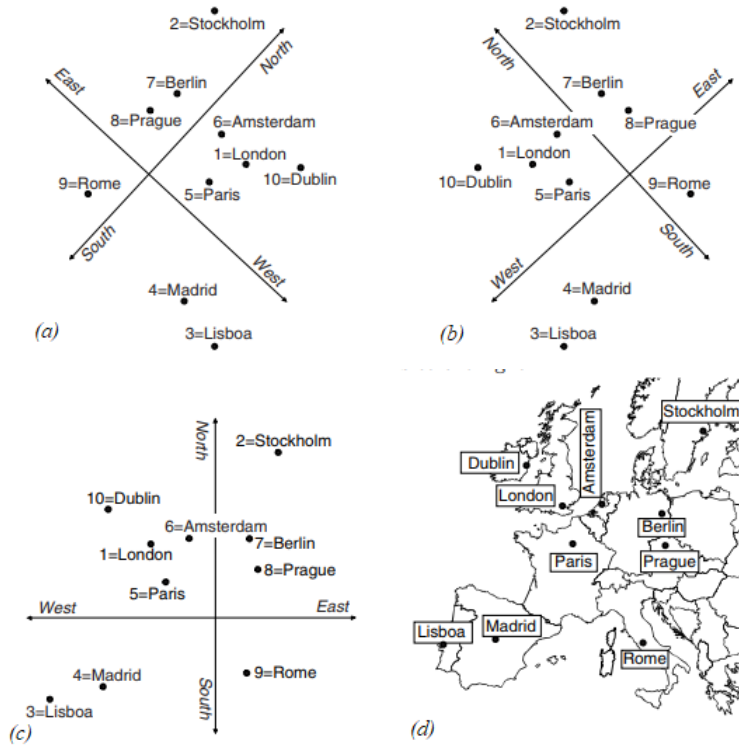 2=Stockholm
North
East
7=Berlin
8=Prague
6=Amsterdam
1=London
10=Dublin
9=Rome
5=Paris
South
West
4=Madrid
3=Lisboa
(a)
2=Stockholm
North
East
7=Berlin
8=Prague
6=Amsterdam
1=London
10=Dublin
5=Paris
9=Rome
South
West
4=Madrid
3=Lisboa
(b)
North
2=Stockholm
10=Dublin
6=Amsterdam
1=London
7=Berlin
8=Prague
5=Paris
West
East
4=Madrid
9=Rome
3=Lisboa
South
(c)
Stockholm
Amsterdam
Dublin
London
Berlin
Paris
Prague
Lisboa
Madrid
Rome
(d)